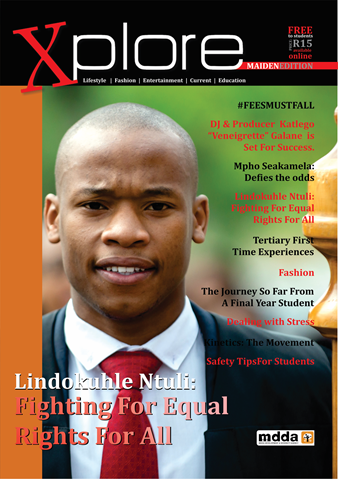 Xplore
FREE
to students
R15
available
online
MAIDENEDITION
Lifestyle | Fashion | Entertainment | Current | Education
#FEESMUSTFALL
DJ & Producer Katlego
"Veneigrette" Galane is
Set For Success.
Mpho Seakamela:
Defies the odds
Lindokuhle Ntuli:
Fighting For Equal
Rights For All
Tertiary First
Time Experiences
Fashion
The Journey So Far From
A Final Year Student
Dealing with Stress
Kinetics: The Movement
Safety TipsFor Students
Lindokuhle Ntuli:
Fighting For Equal
Rights For All
mdda